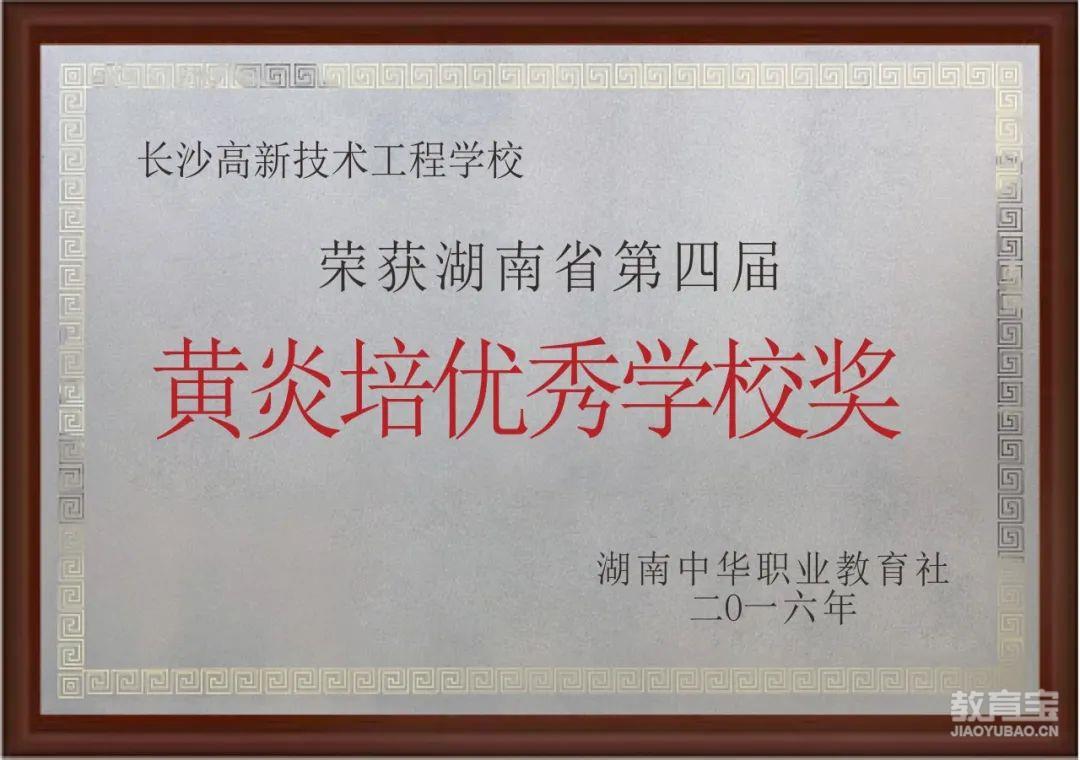 长沙高新技术工程学校
荣获湖南省第四届
黄炎培优秀学校奖
湖南中华职业教育社
二0一六年
教育宝
JIAOYUBAO.CN